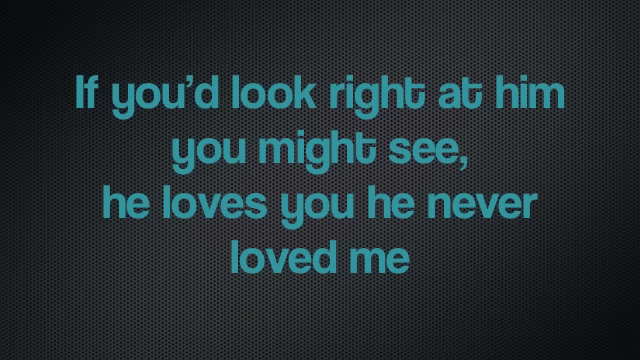 If you'd look right at him
you might see,
he loves you he never
loved me